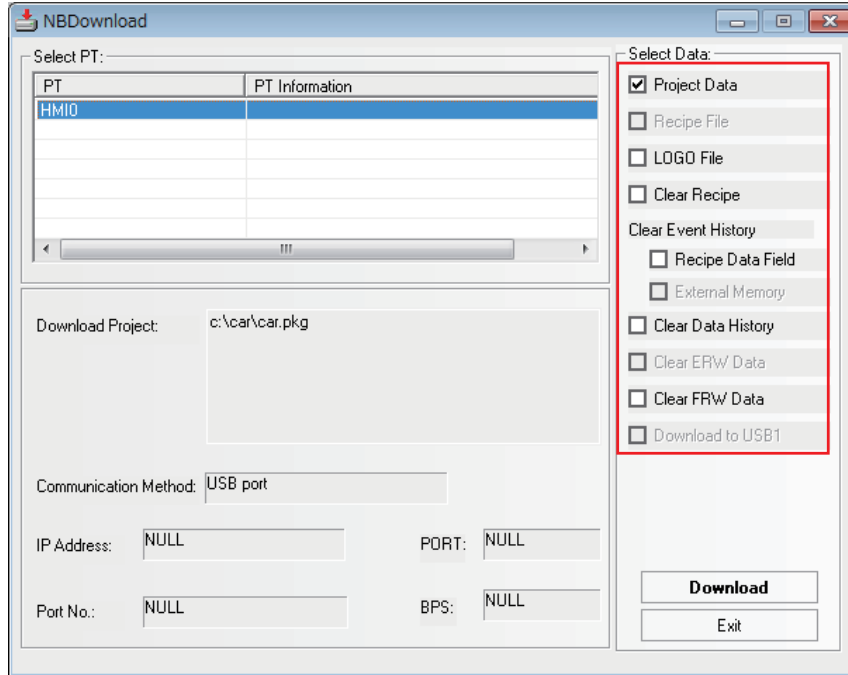 NBDownload
Select PT:
PT PT Information
HMI0
Download Project: c:\car\car.pkg
Communication Method: USB port
IP Address: NULL PORT: NULL
Port No.: NULL BPS: NULL
Select Data:
Project Data
Recipe File
LOGO File
Clear Recipe
Clear Event History
Recipe Data Field
External Memory
Clear Data History
Clear ERW Data
Clear FRW Data
Download to USB1
Download
Exit